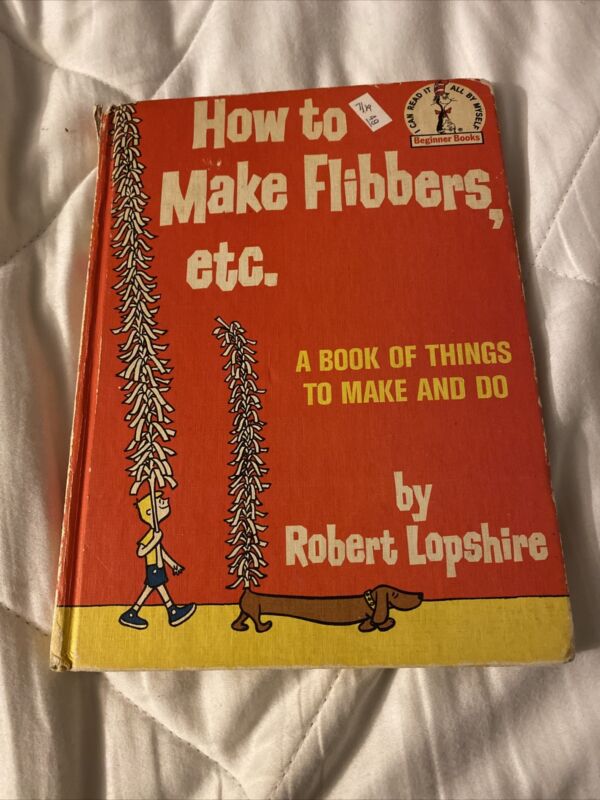 How to
Make Flibbers,
etc.
I CAN READ IT ALL BY MYSELF
Beginner Books
A BOOK OF THINGS
TO MAKE AND DO
by
Robert Lopshire